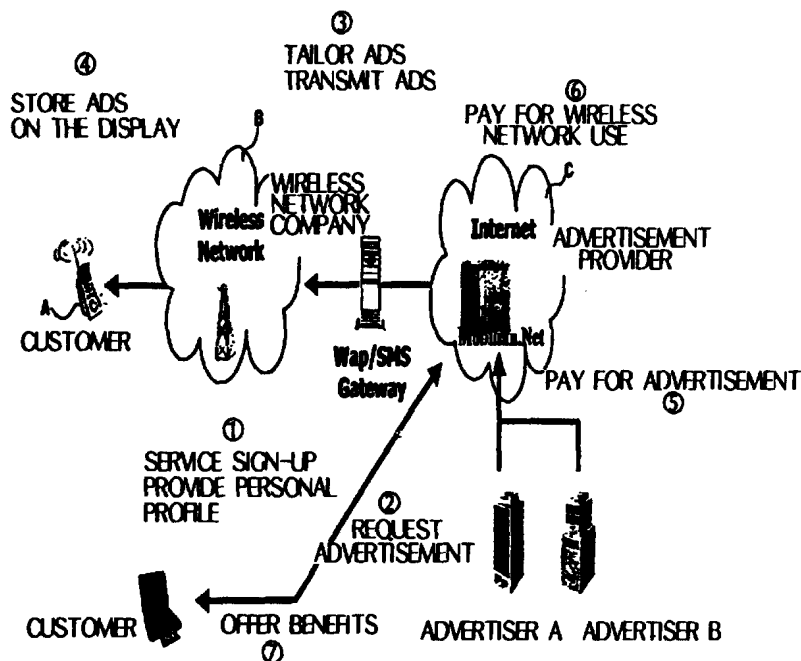 ③
TAILOR ADS
TRANSMIT ADS
④
STORE ADS
ON THE DISPLAY
⑥
PAY FOR WIRELESS
NETWORK USE
B
C
WIRELESS
NETWORK
COMPANY
Wireless
Network
Internet
ADVERTISEMENT
PROVIDER
A
CUSTOMER
.Net
Wap/SMS
Gateway
PAY FOR ADVERTISEMENT
⑤
①
SERVICE SIGN-UP
PROVIDE PERSONAL
PROFILE
②
REQUEST
ADVERTISEMENT
CUSTOMER
OFFER BENEFITS
⑦
ADVERTISER A ADVERTISER B